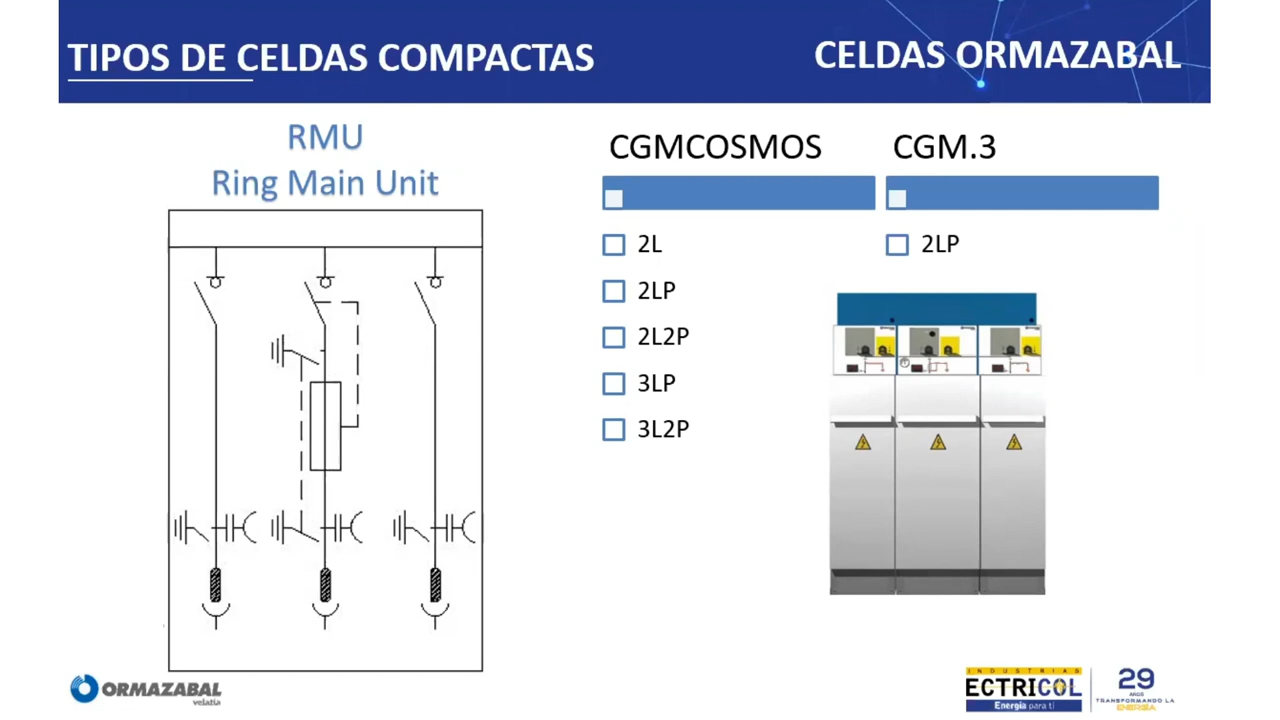 TIPOS DE CELDAS COMPACTAS
CELDAS ORMAZABAL
RMU
Ring Main Unit
CGMCOSMOS
2L
2LP
2L2P
3LP
3L2P
CGM.3
2LP
ORMAZABAL
velatia
INDUSTRIAS
ECTRICOL
Energía para ti
29
AÑOS
TRANSFORMANDO LA
ENERGÍA